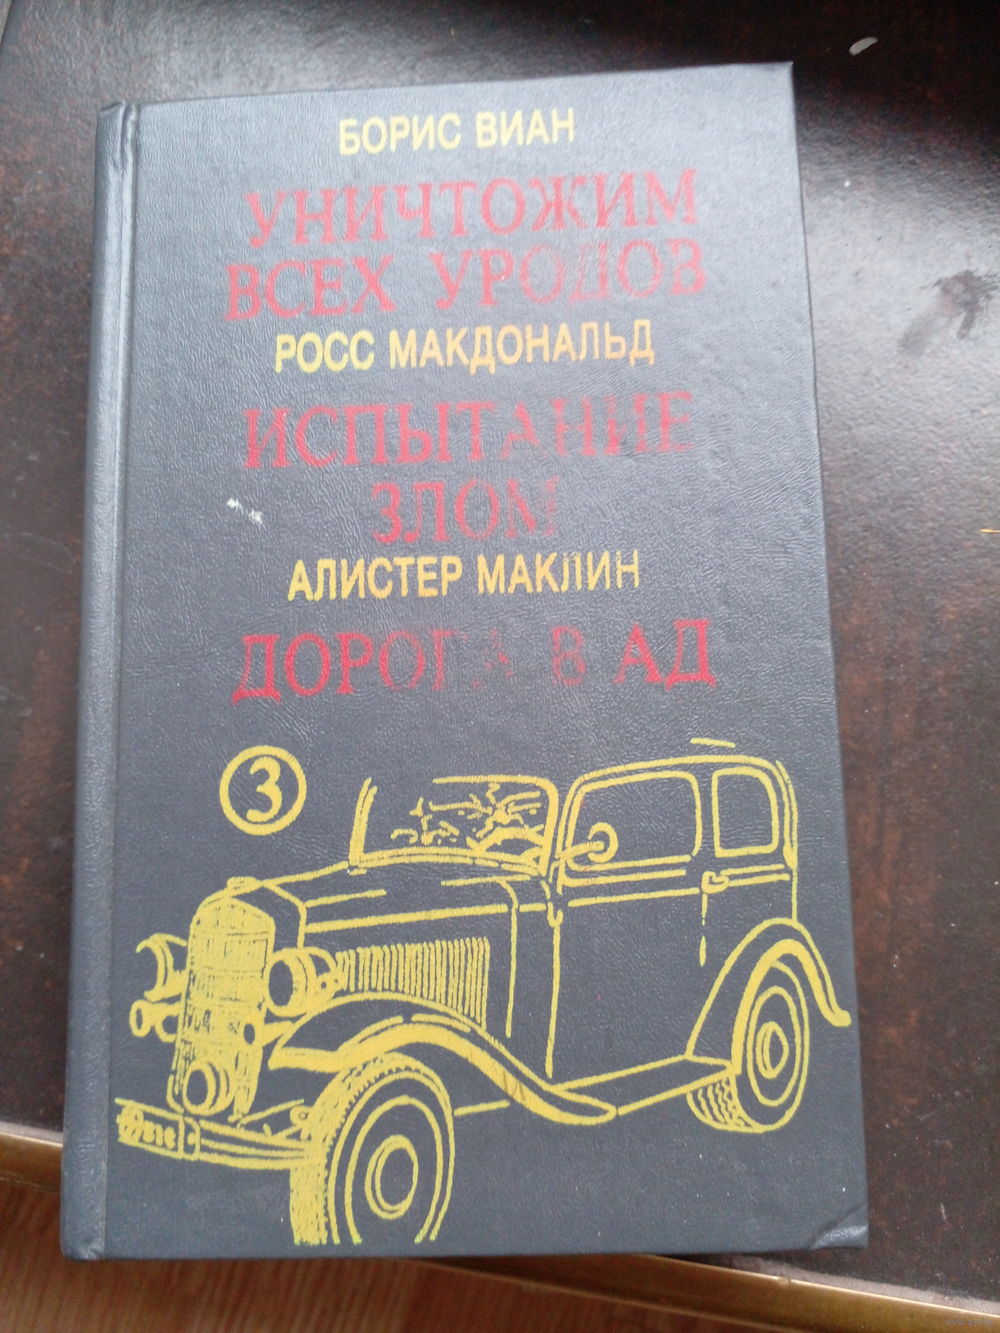 БОРИС ВИАН
УНИЧТОЖИМ
ВСЕХ УРОДОВ
РОСС МАКДОНАЛЬД
ИСПЫТАНИЕ
ЗЛОМ
АЛИСТЕР МАКЛИН
ДОРОГА В АД
3